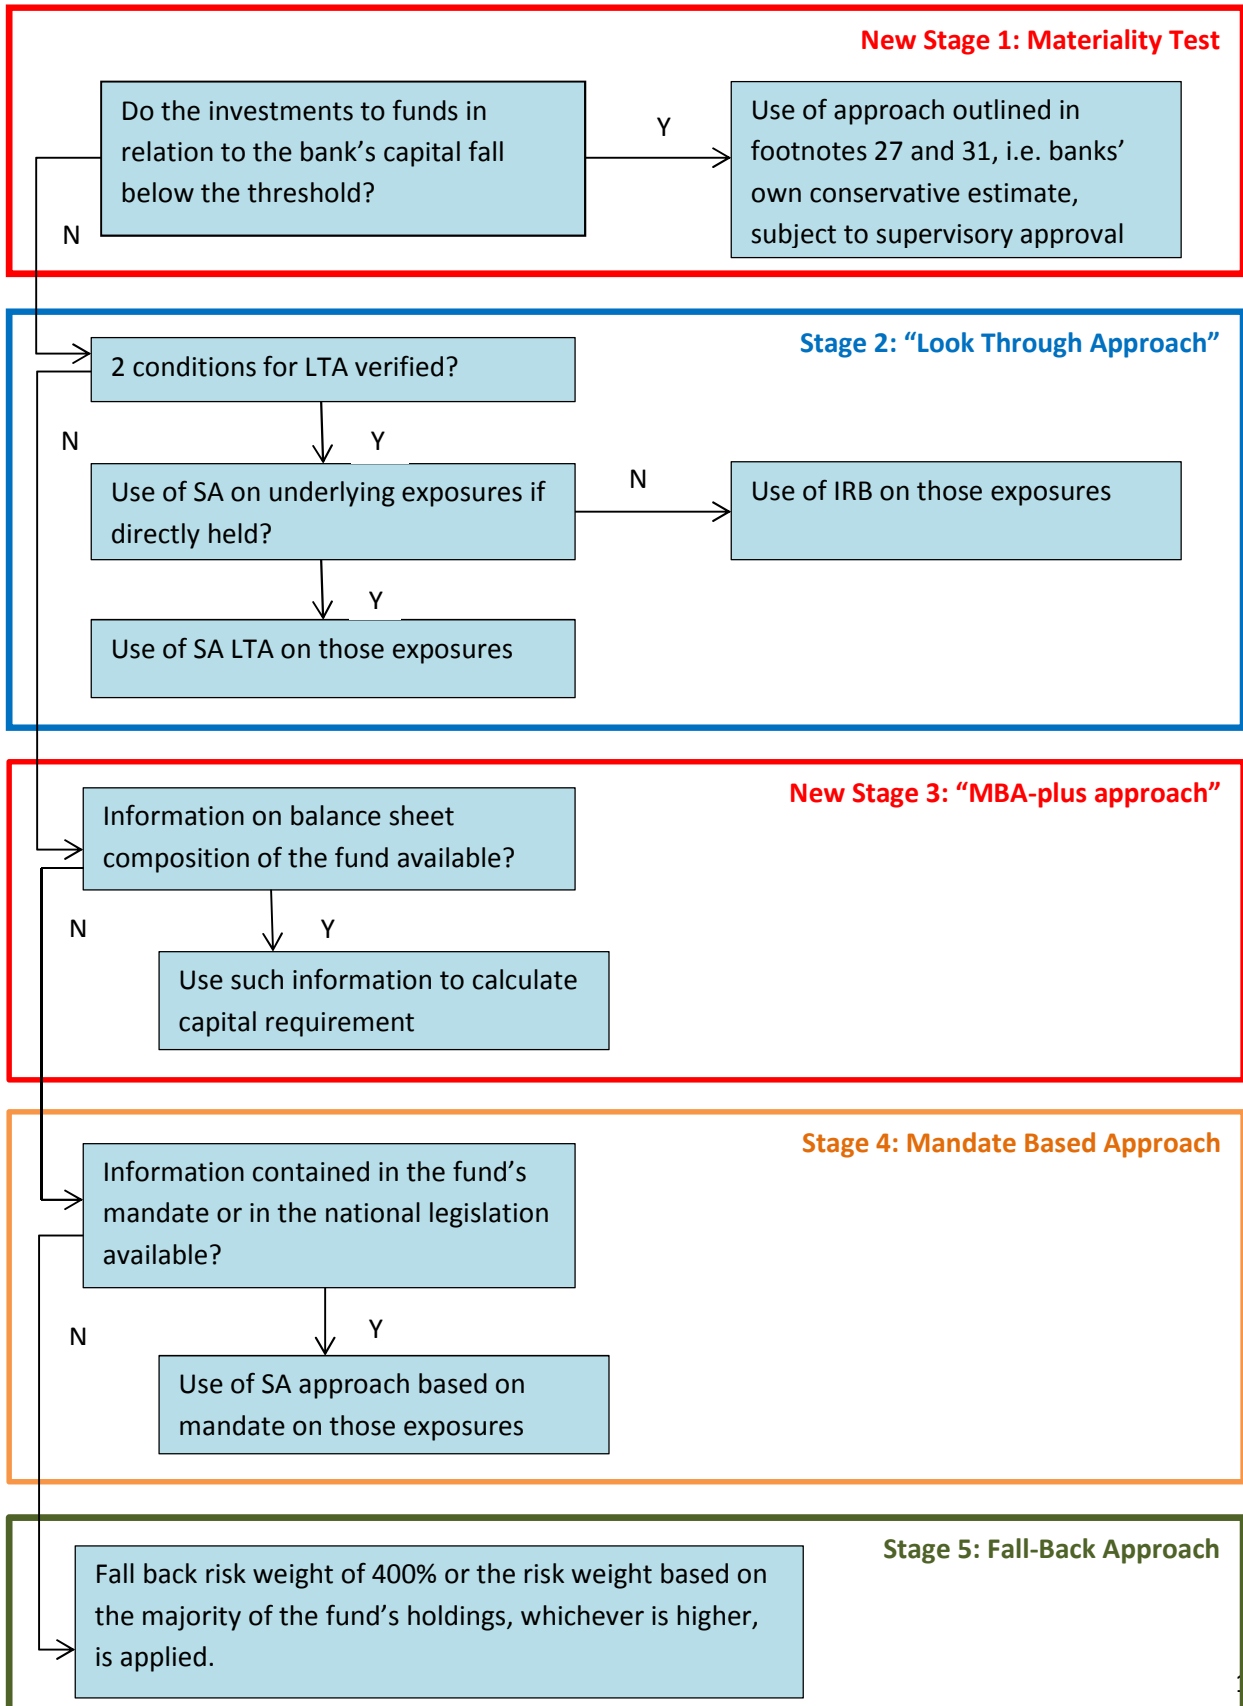 New Stage 1: Materiality Test
Do the investments to funds in
relation to the bank’s capital fall
below the threshold?
Y
Use of approach outlined in
footnotes 27 and 31, i.e. banks’
own conservative estimate,
subject to supervisory approval
N
Stage 2: “Look Through Approach”
2 conditions for LTA verified?
N
Y
Use of SA on underlying exposures if
directly held?
N
Use of IRB on those exposures
Y
Use of SA LTA on those exposures
New Stage 3: “MBA-plus approach”
Information on balance sheet
composition of the fund available?
N
Y
Use such information to calculate
capital requirement
Stage 4: Mandate Based Approach
Information contained in the fund’s
mandate or in the national legislation
available?
N
Y
Use of SA approach based on
mandate on those exposures
Stage 5: Fall-Back Approach
Fall back risk weight of 400% or the risk weight based on
the majority of the fund’s holdings, whichever is higher,
is applied.